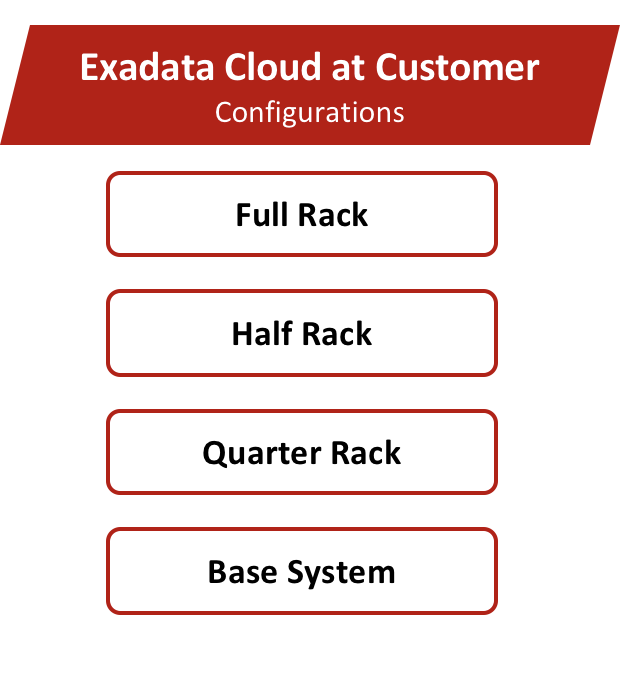 Exadata Cloud at Customer
Configurations
Full Rack
Half Rack
Quarter Rack
Base System